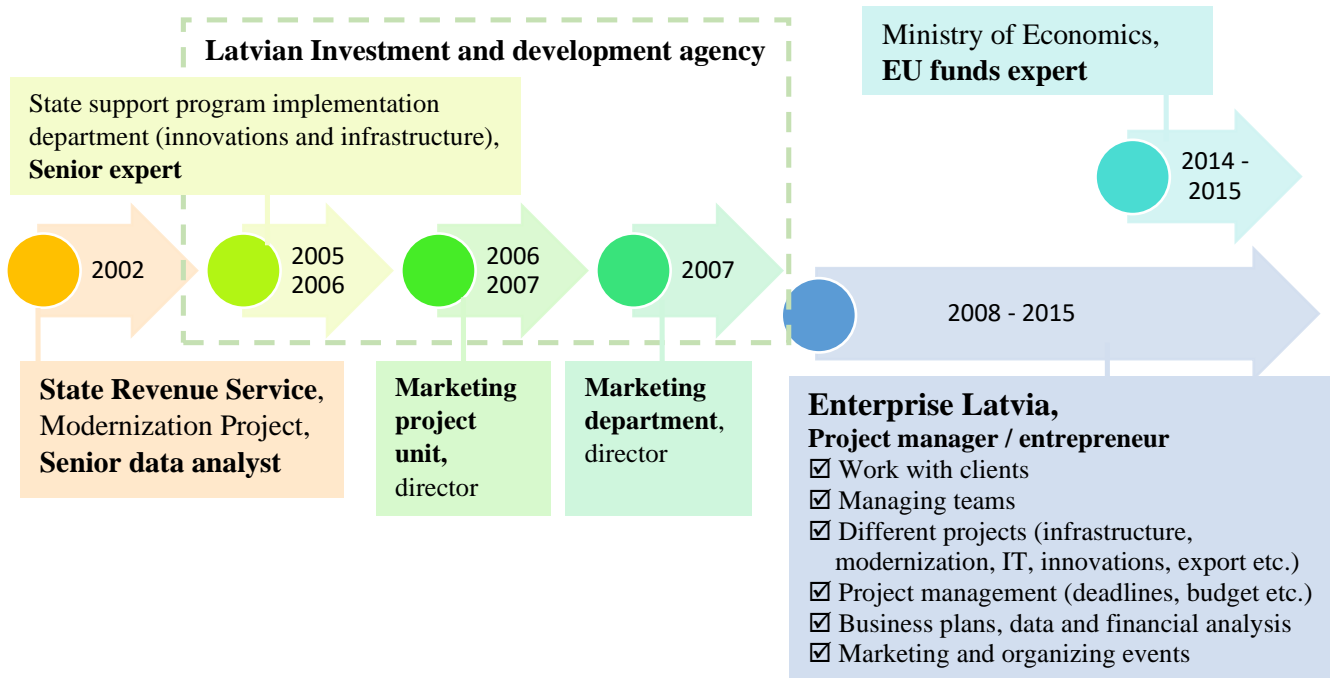 Latvian Investment and development agency
Ministry of Economics,
EU funds expert
State support program implementation
department (innovations and infrastructure),
Senior expert
2014 -
2015
2002
2005
2006
2006
2007
2007
2008 - 2015
State Revenue Service,
Modernization Project,
Senior data analyst
Marketing
project
unit,
director
Marketing
department,
director
Enterprise Latvia,
Project manager / entrepreneur
☑ Work with clients
☑ Managing teams
☑ Different projects (infrastructure,
modernization, IT, innovations, export etc.)
☑ Project management (deadlines, budget etc.)
☑ Business plans, data and financial analysis
☑ Marketing and organizing events